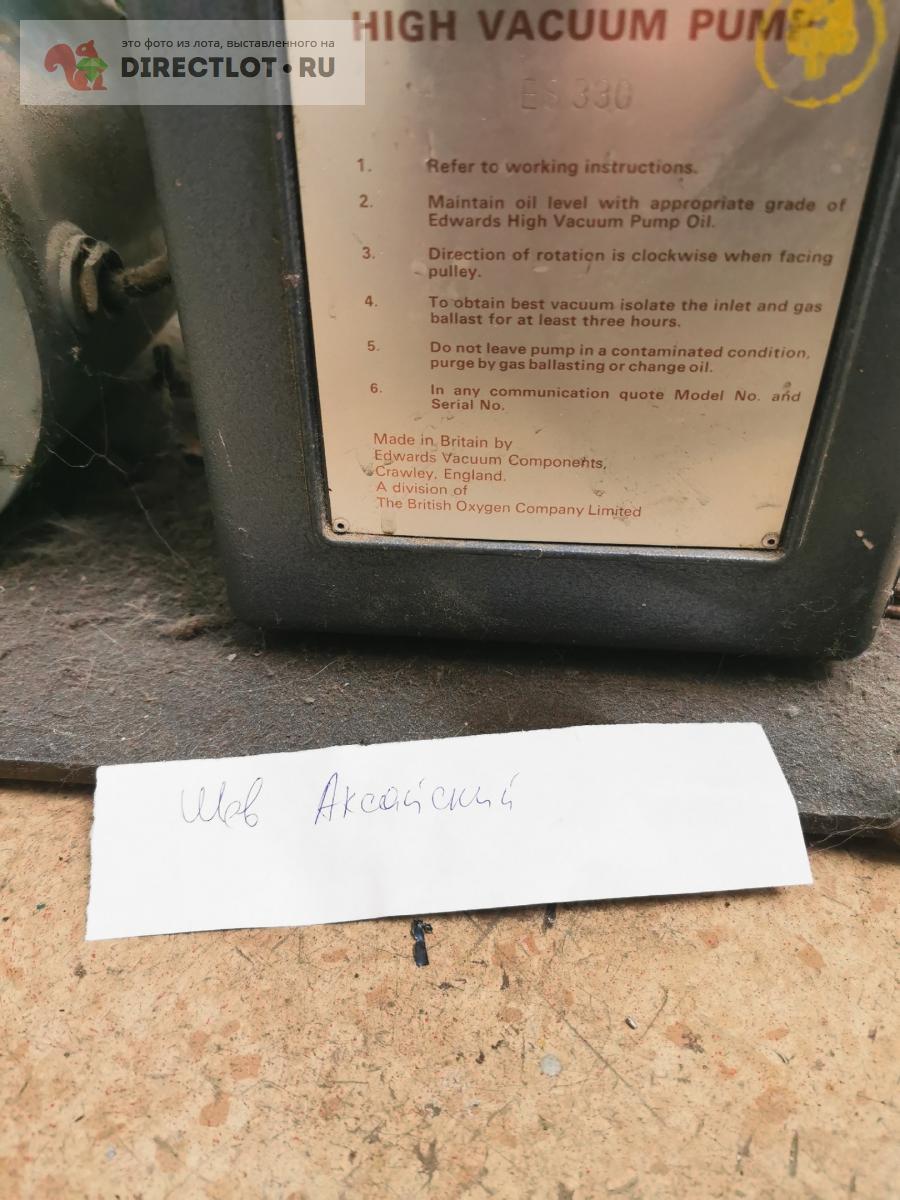 это фото из лота, выставленного на
DIRECTLOT.RU
HIGH VACUUM PUMP
ES 330
1. Refer to working instructions.
2. Maintain oil level with appropriate grade of
Edwards High Vacuum Pump Oil.
3. Direction of rotation is clockwise when facing
pulley.
4. To obtain best vacuum isolate the inlet and gas
ballast for at least three hours.
5. Do not leave pump in a contaminated condition,
purge by gas ballasting or change oil.
6. In any communication quote Model No. and
Serial No.
Made in Britain by
Edwards Vacuum Components,
Crawley, England.
A division of
The British Oxygen Company Limited
Аксайский